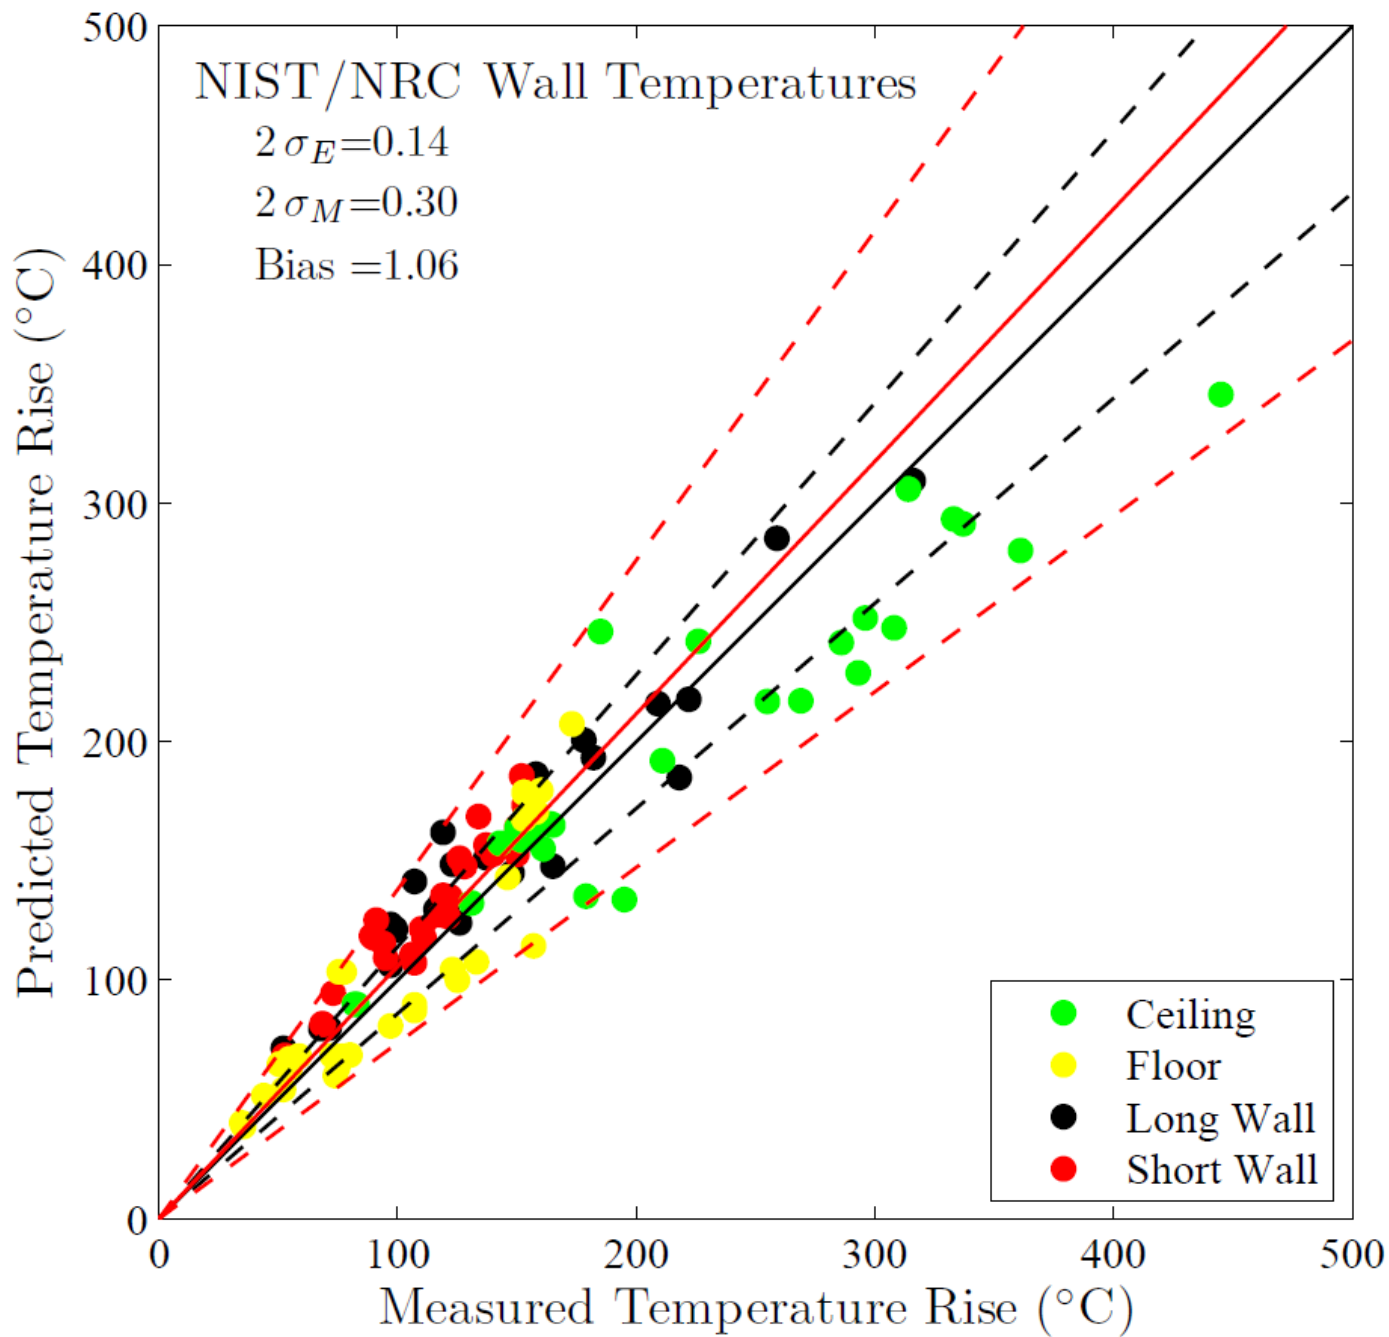 NIST/NRC Wall Temperatures
2 σE=0.14
2 σM=0.30
Bias =1.06
Predicted Temperature Rise (°C)
500
400
300
200
100
0
Ceiling
Floor
Long Wall
Short Wall
0 100 200 300 400 500
Measured Temperature Rise (°C)